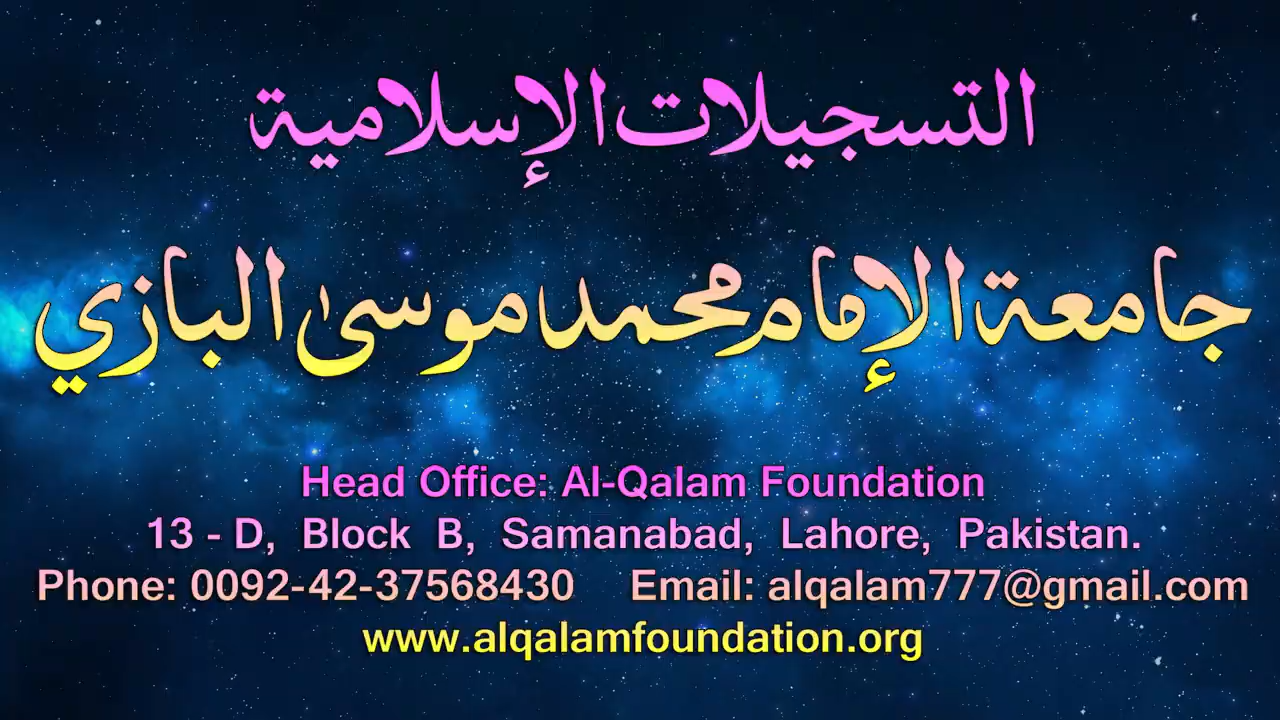 التسجيلات الإسلامية
جامعة الإمام محمد موسىٰ البازي
Head Office: Al-Qalam Foundation
13 - D, Block B, Samanabad, Lahore, Pakistan.
Phone: 0092-42-37568430 Email: alqalam777@gmail.com
www.alqalamfoundation.org